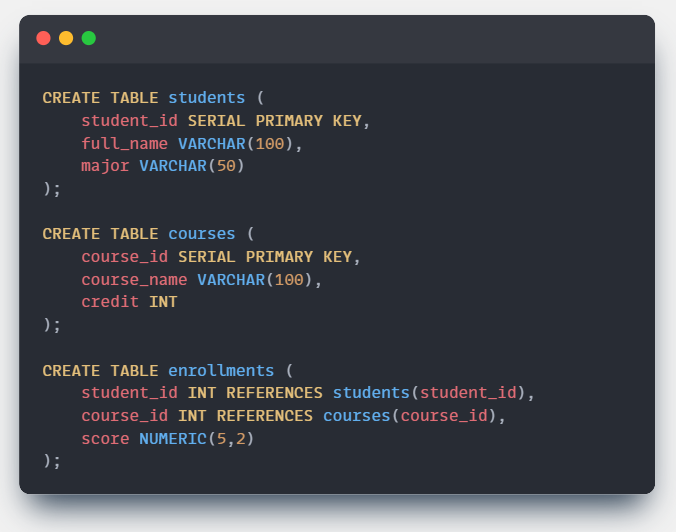 CREATE TABLE students (
    student_id SERIAL PRIMARY KEY,
    full_name VARCHAR(100),
    major VARCHAR(50)
);

CREATE TABLE courses (
    course_id SERIAL PRIMARY KEY,
    course_name VARCHAR(100),
    credit INT
);

CREATE TABLE enrollments (
    student_id INT REFERENCES students(student_id),
    course_id INT REFERENCES courses(course_id),
    score NUMERIC(5,2)
);